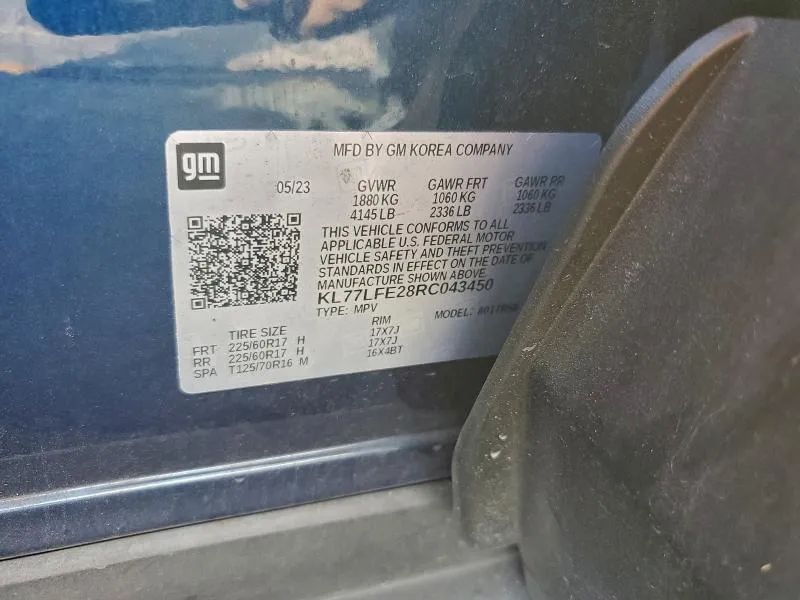 gm
MFD BY GM KOREA COMPANY
05/23 GVWR GAWR FRT GAWR RR
1880 KG 1060 KG 1060 KG
4145 LB 2336 LB 2336 LB
THIS VEHICLE CONFORMS TO ALL
APPLICABLE U.S. FEDERAL MOTOR
VEHICLE SAFETY AND THEFT PREVENTION
STANDARDS IN EFFECT ON THE DATE OF
MANUFACTURE SHOWN ABOVE.
KL77LFE28RC043450
TYPE: MPV MODEL:
TIRE SIZE RIM
FRT 225/60R17 H 17X7J
RR 225/60R17 H 17X7J
SPA T125/70R16 M 16X4BT